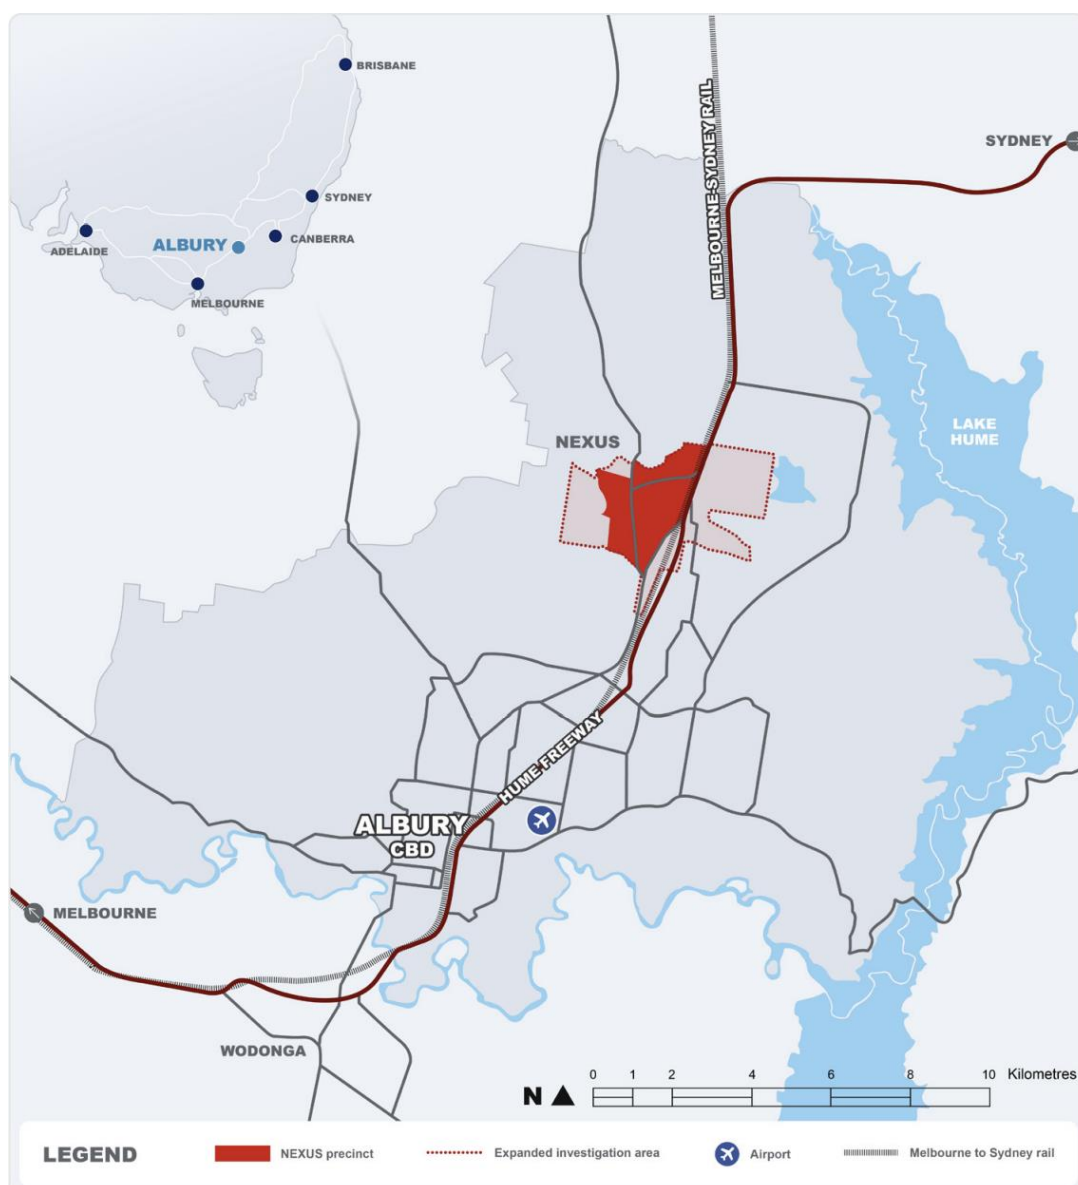 BRISBANE
SYDNEY
CANBERRA
ALBURY
ADELAIDE
MELBOURNE
MELBOURNE-SYDNEY RAIL
SYDNEY
LAKE
HUME
NEXUS
HUME FREEWAY
ALBURY
CBD
MELBOURNE
WODONGA
N
0 1 2 4 6 8 10 Kilometres
LEGEND
NEXUS precinct
Expanded investigation area
Airport
Melbourne to Sydney rail